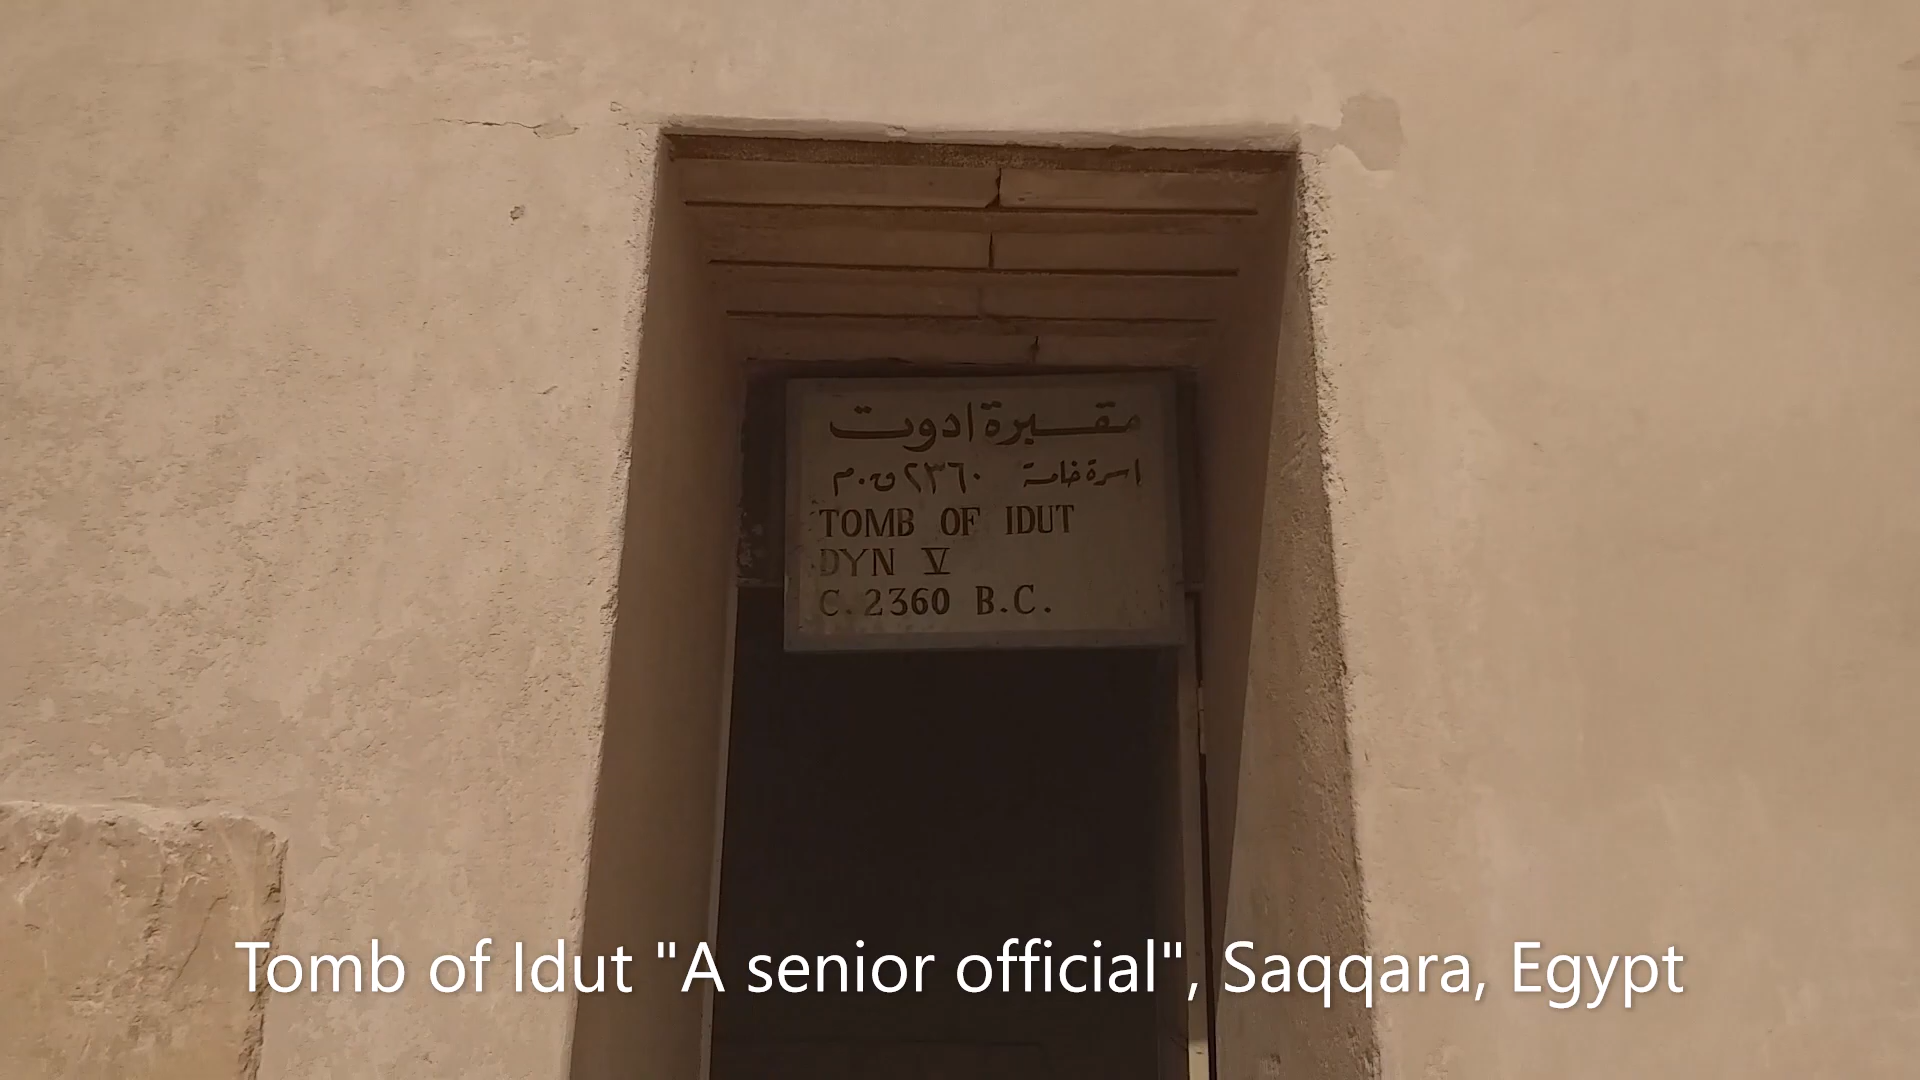 مقبرة ادوت
اسرة خامسة ٢٣٦٠ ق.م
TOMB OF IDUT
DYN V
C. 2360 B.C.
Tomb of Idut "A senior official", Saqqara, Egypt